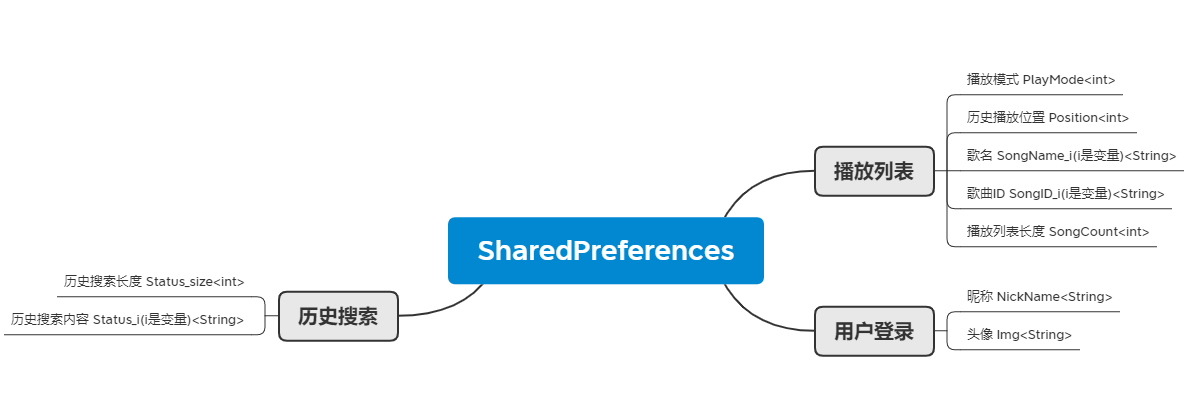 SharedPreferences
播放列表
播放模式 PlayMode<int>
历史播放位置 Position<int>
歌名 SongName_i(i是变量)<String>
歌曲ID SongID_i(i是变量)<String>
播放列表长度 SongCount<int>
用户登录
昵称 NickName<String>
头像 Img<String>
历史搜索
历史搜索长度 Status_size<int>
历史搜索内容 Status_i(i是变量)<String>